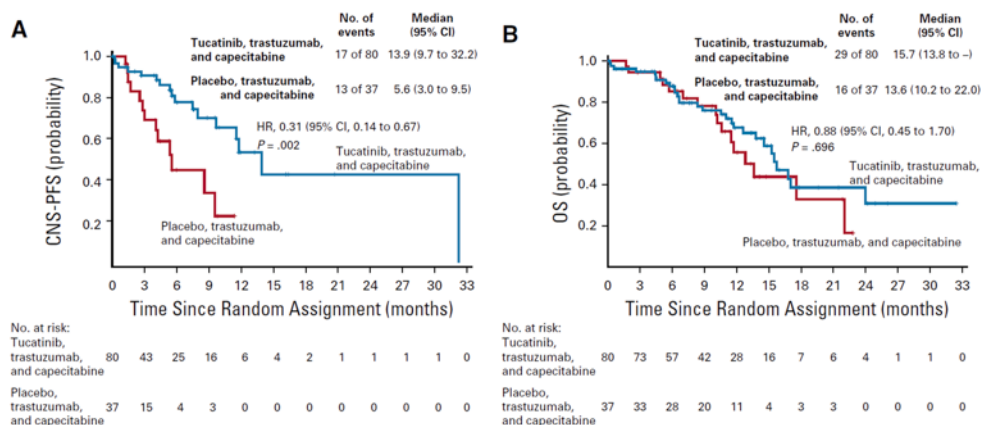 A
No. of events Median (95% CI)
Tucatinib, trastuzumab, and capecitabine 17 of 80 13.9 (9.7 to 32.2)
Placebo, trastuzumab, and capecitabine 13 of 37 5.6 (3.0 to 9.5)
HR, 0.31 (95% CI, 0.14 to 0.67)
P = .002
Tucatinib, trastuzumab,
and capecitabine
Placebo, trastuzumab,
and capecitabine
CNS-PFS (probability)
1.0
0.8
0.6
0.4
0.2
0 3 6 9 12 15 18 21 24 27 30 33
Time Since Random Assignment (months)
No. at risk:
Tucatinib,
trastuzumab,
and capecitabine 80 43 25 16 6 4 2 1 1 1 1 0
Placebo,
trastuzumab,
and capecitabine 37 15 4 3 0 0 0 0 0 0 0 0
B
No. of events Median (95% CI)
Tucatinib, trastuzumab, and capecitabine 29 of 80 15.7 (13.8 to –)
Placebo, trastuzumab, and capecitabine 16 of 37 13.6 (10.2 to 22.0)
HR, 0.88 (95% CI, 0.45 to 1.70)
P = .696
Tucatinib, trastuzumab,
and capecitabine
Placebo, trastuzumab, and capecitabine
OS (probability)
1.0
0.8
0.6
0.4
0.2
0 3 6 9 12 15 18 21 24 27 30 33
Time Since Random Assignment (months)
No. at risk:
Tucatinib,
trastuzumab,
and capecitabine 80 73 57 42 28 16 7 6 4 1 1 0
Placebo,
trastuzumab,
and capecitabine 37 33 28 20 11 4 3 3 0 0 0 0